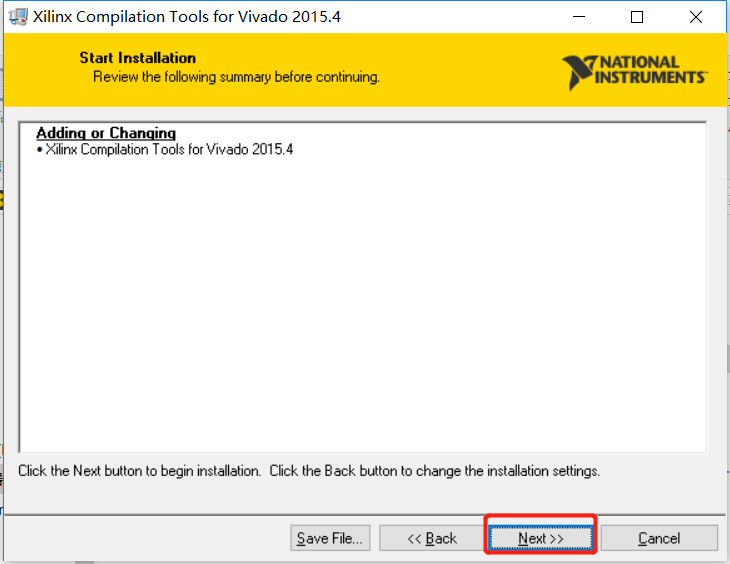 Xilinx Compilation Tools for Vivado 2015.4
Start Installation
Review the following summary before continuing.
NATIONAL
INSTRUMENTS™
Adding or Changing
• Xilinx Compilation Tools for Vivado 2015.4
Click the Next button to begin installation.  Click the Back button to change the installation settings.
Save File... << Back Next >> Cancel